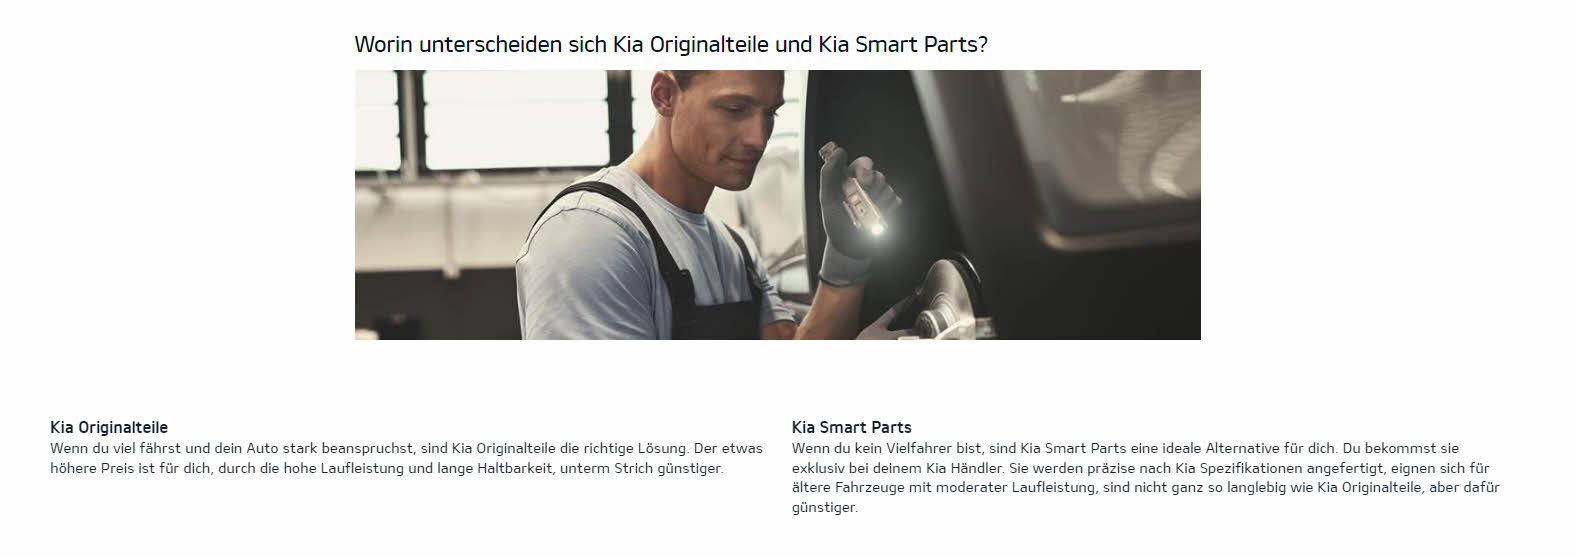 Worin unterscheiden sich Kia Originalteile und Kia Smart Parts?
Kia Originalteile
Wenn du viel fährst und dein Auto stark beanspruchst, sind Kia Originalteile die richtige Lösung. Der etwas
höhere Preis ist für dich, durch die hohe Laufleistung und lange Haltbarkeit, unterm Strich günstiger.
Kia Smart Parts
Wenn du kein Vielfahrer bist, sind Kia Smart Parts eine ideale Alternative für dich. Du bekommst sie
exklusiv bei deinem Kia Händler. Sie werden präzise nach Kia Spezifikationen angefertigt, eignen sich für
ältere Fahrzeuge mit moderater Laufleistung, sind nicht ganz so langlebig wie Kia Originalteile, aber dafür
günstiger.